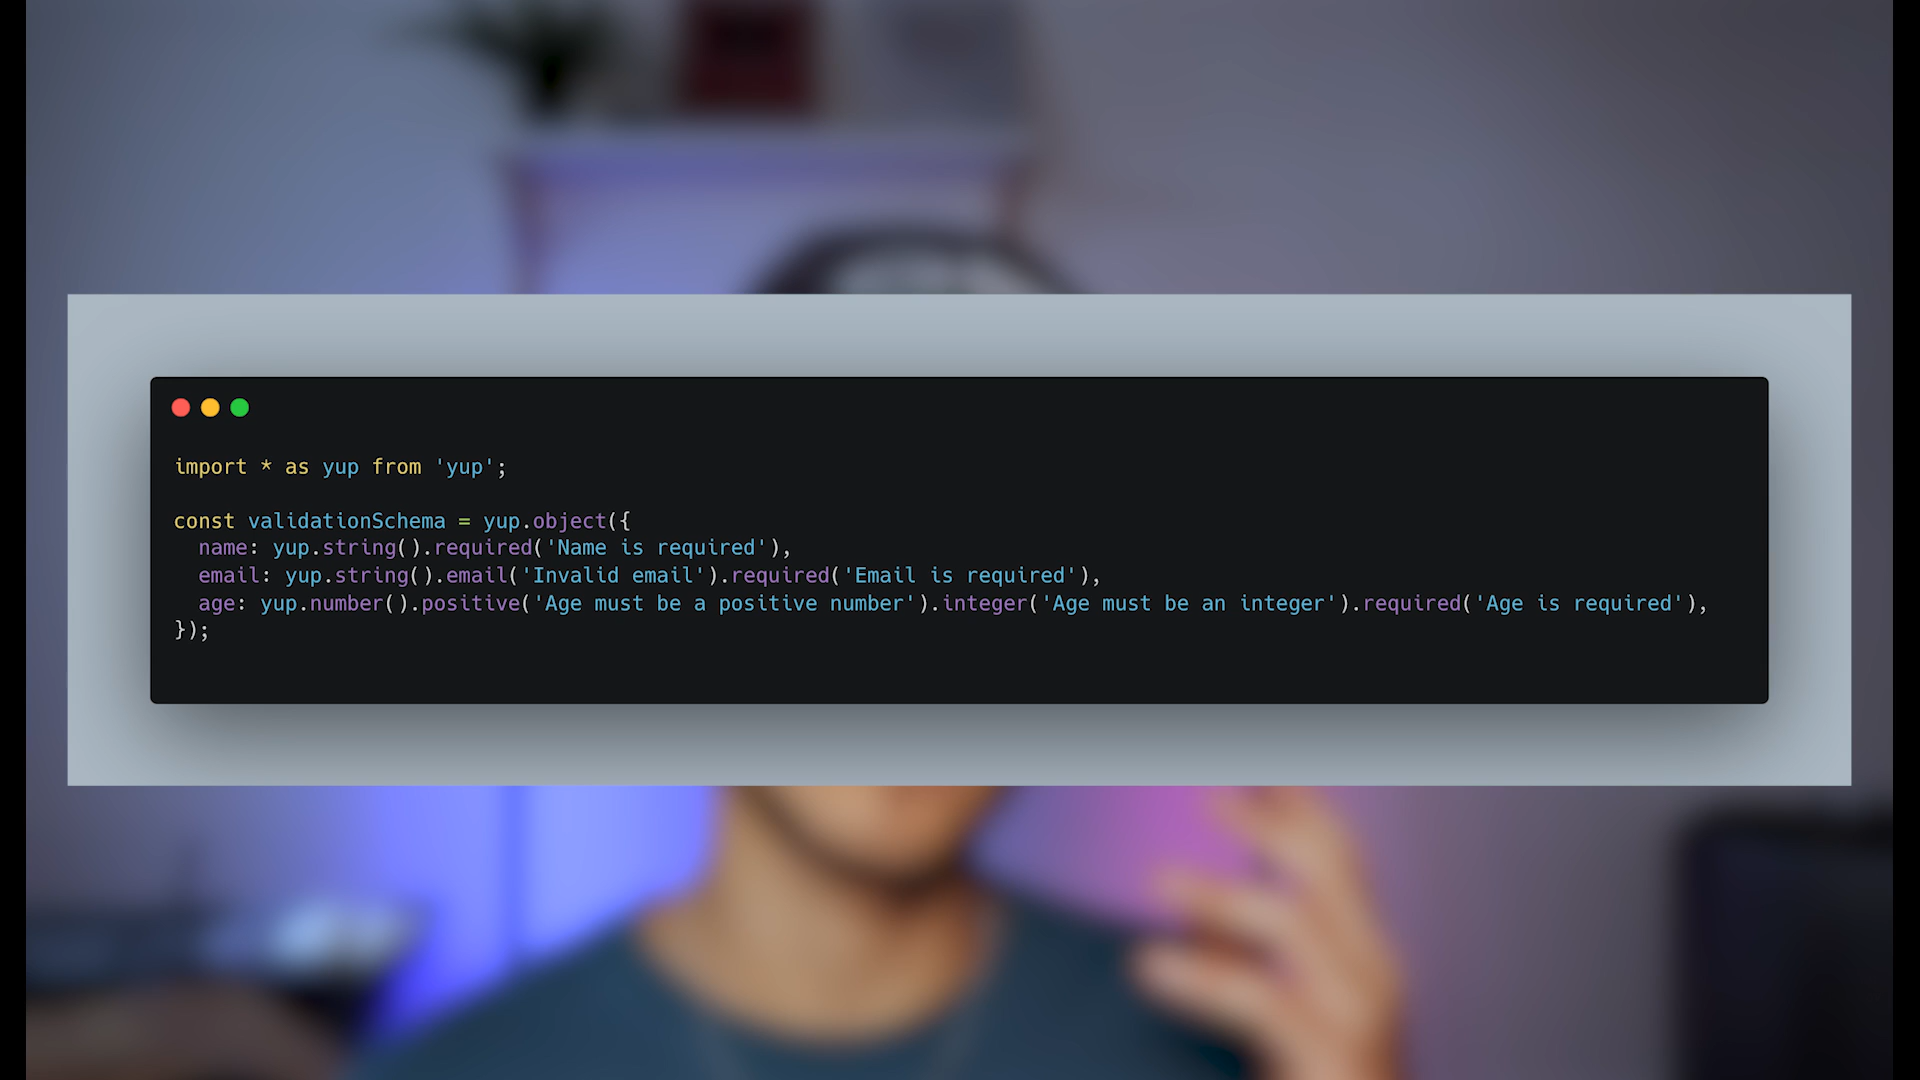 import * as yup from 'yup';
const validationSchema = yup.object({
name: yup.string().required('Name is required'),
email: yup.string().email('Invalid email').required('Email is required'),
age: yup.number().positive('Age must be a positive number').integer('Age must be an integer').required('Age is required'),
});